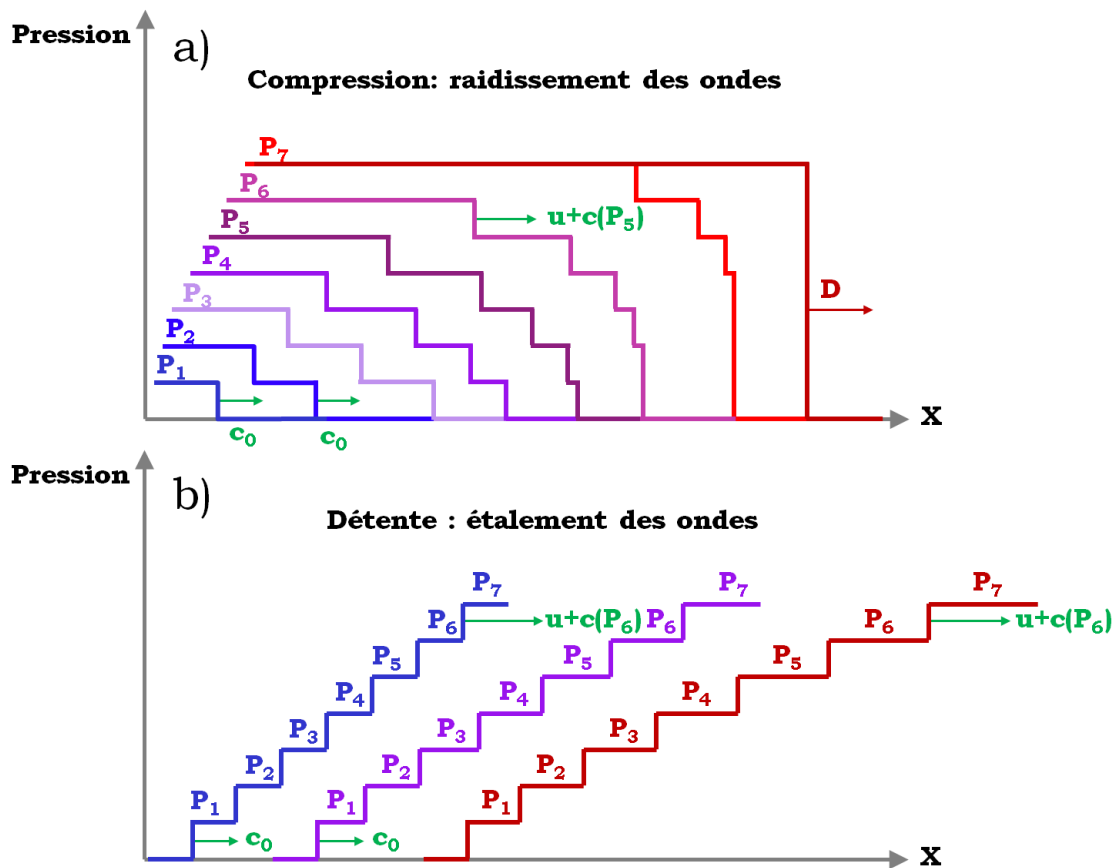 Pression
a)
Compression: raidissement des ondes
P₇
P₆
u+c(P₅)
P₅
P₄
D
P₃
P₂
P₁
c₀
c₀
X
Pression
b)
Détente : étalement des ondes
P₇ P₇ P₇
P₆ u+c(P₆) P₆ P₆ u+c(P₆)
P₅ P₅ P₅
P₄ P₄ P₄
P₃ P₃ P₃
P₂ P₂ P₂
P₁ P₁ P₁
c₀ c₀
X